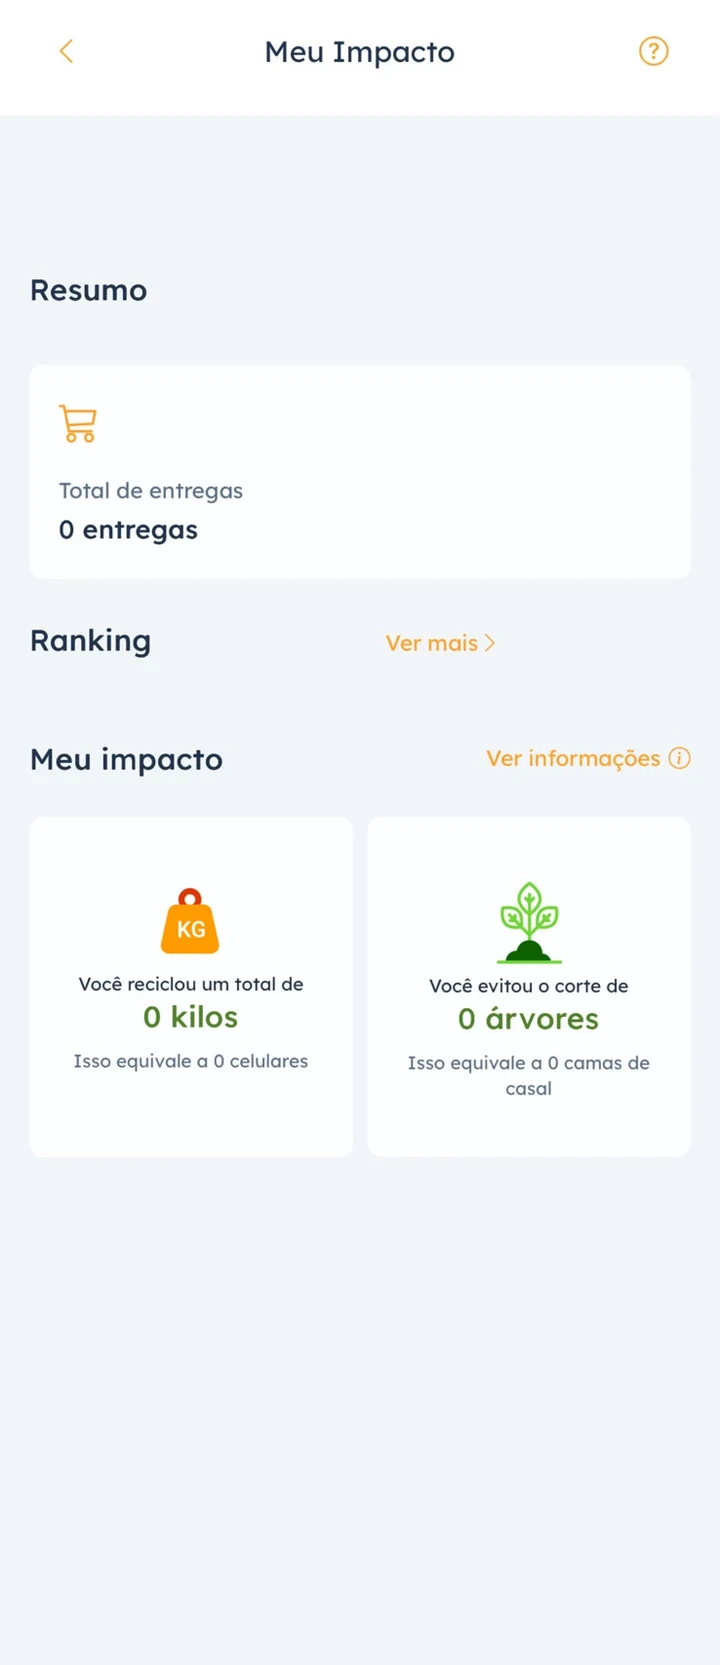 Meu Impacto
?
Resumo
Total de entregas
0 entregas
Ranking
Ver mais
Meu impacto
Ver informações
KG
Você reciclou um total de
0 kilos
Isso equivale a 0 celulares
Você evitou o corte de
0 árvores
Isso equivale a 0 camas de
casal